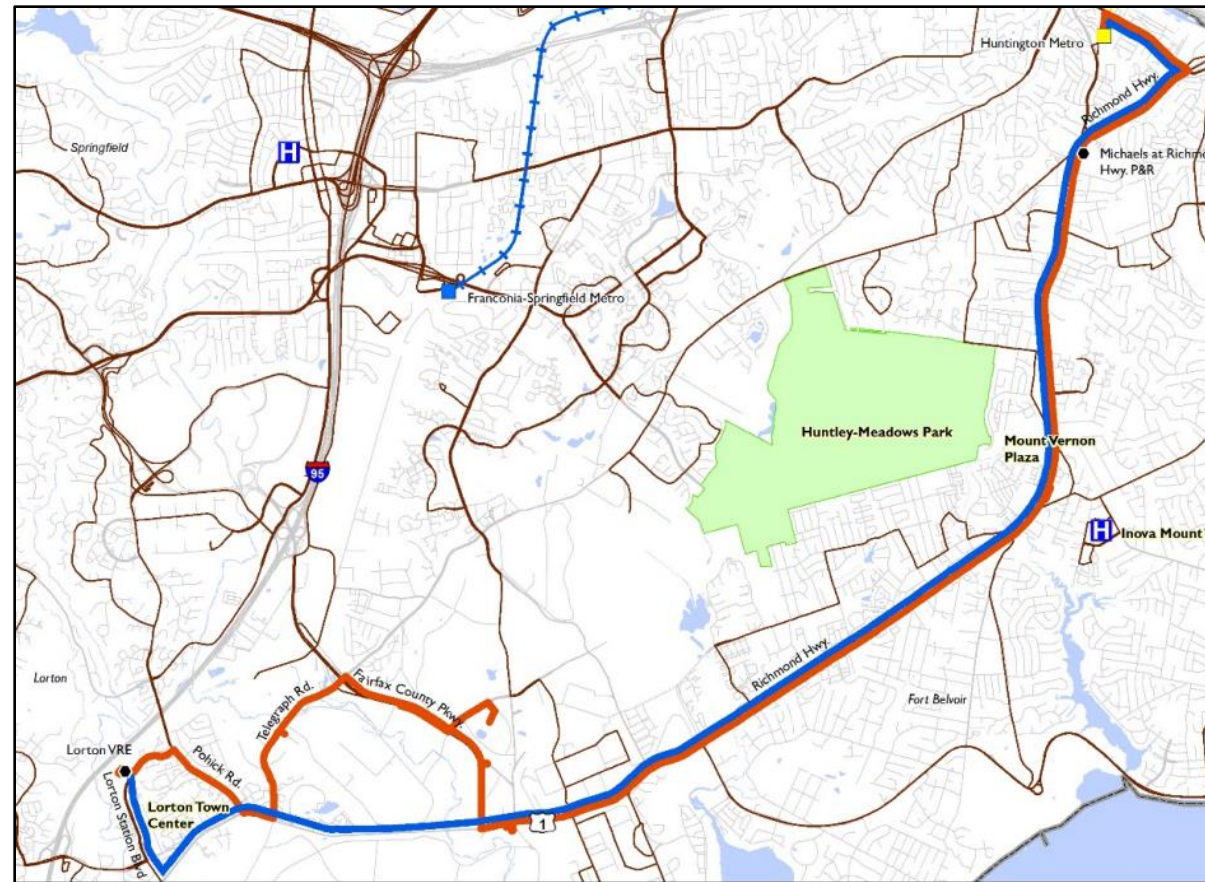 Huntington Metro
Richmond Hwy.
Springfield
H
Michaels at Richmo
Hwy. P&R
Franconia-Springfield Metro
Huntley-Meadows Park
Mount Vernon
Plaza
95
H
Inova Mount
Richmond Hwy.
Lorton
Telegraph Rd.
Fairfax County Pkwy.
Fort Belvoir
Lorton VRE
Pohick Rd.
Lorton Station Blvd
Lorton Town
Center
1